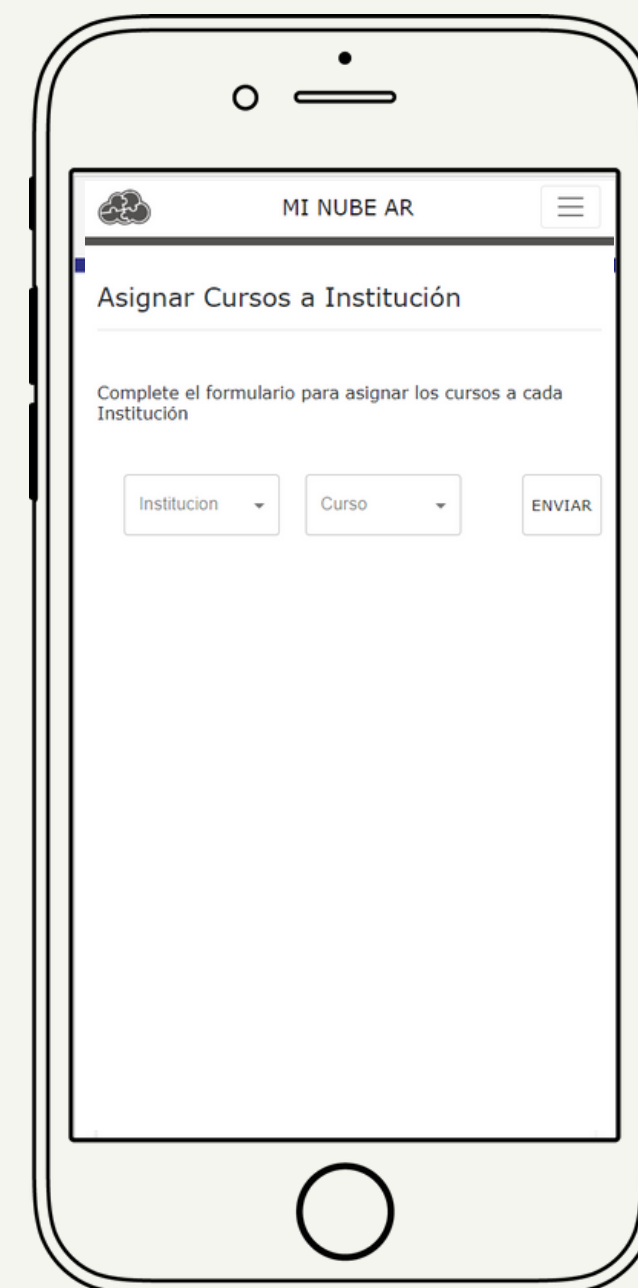 MI NUBE AR
Asignar Cursos a Institución
Complete el formulario para asignar los cursos a cada
Institución
Institucion Curso ENVIAR